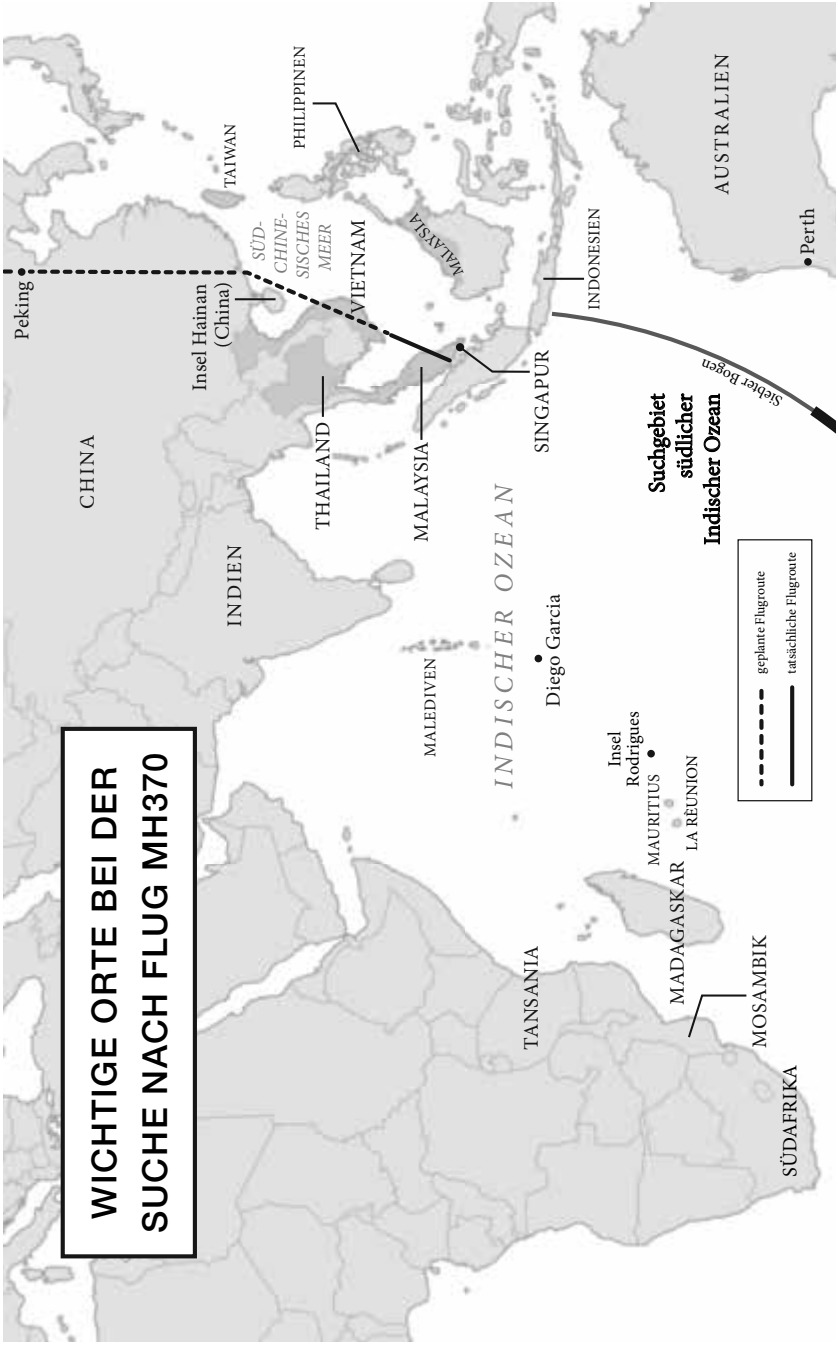 WICHTIGE ORTE BEI DER
SUCHE NACH FLUG MH370
Peking
CHINA
TAIWAN
PHILIPPINEN
Insel Hainan
(China)
SÜD-
CHINE-
SISCHES
MEER
VIETNAM
THAILAND
MALAYSIA
MALAYSIA
SINGAPUR
INDONESIEN
AUSTRALIEN
Perth
INDIEN
MALEDIVEN
INDISCHER OZEAN
Diego Garcia
Siebter Bogen
Suchgebiet
südlicher
Indischer Ozean
Insel
Rodrigues
MAURITIUS
LA RÈUNION
MADAGASKAR
TANSANIA
MOSAMBIK
SÜDAFRIKA
geplante Flugroute
tatsächliche Flugroute